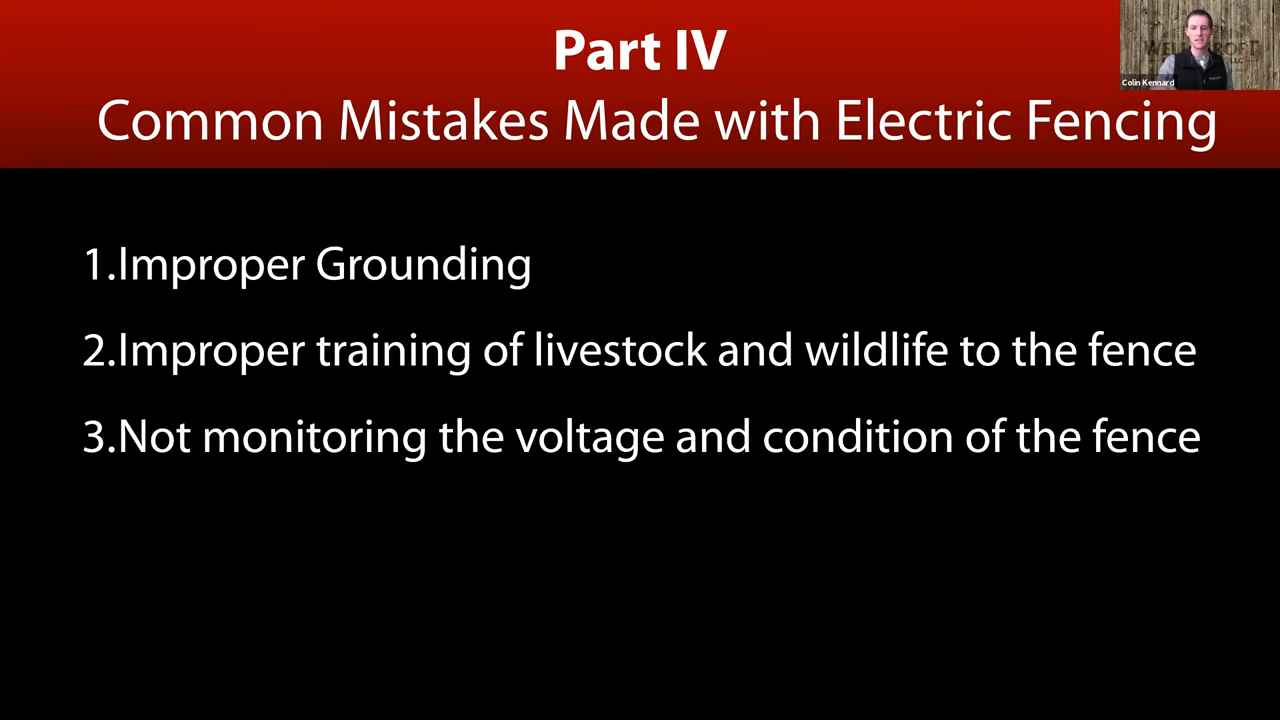 Part IV
Common Mistakes Made with Electric Fencing
Colin Kennard
LLC
1.Improper Grounding
2.Improper training of livestock and wildlife to the fence
3.Not monitoring the voltage and condition of the fence